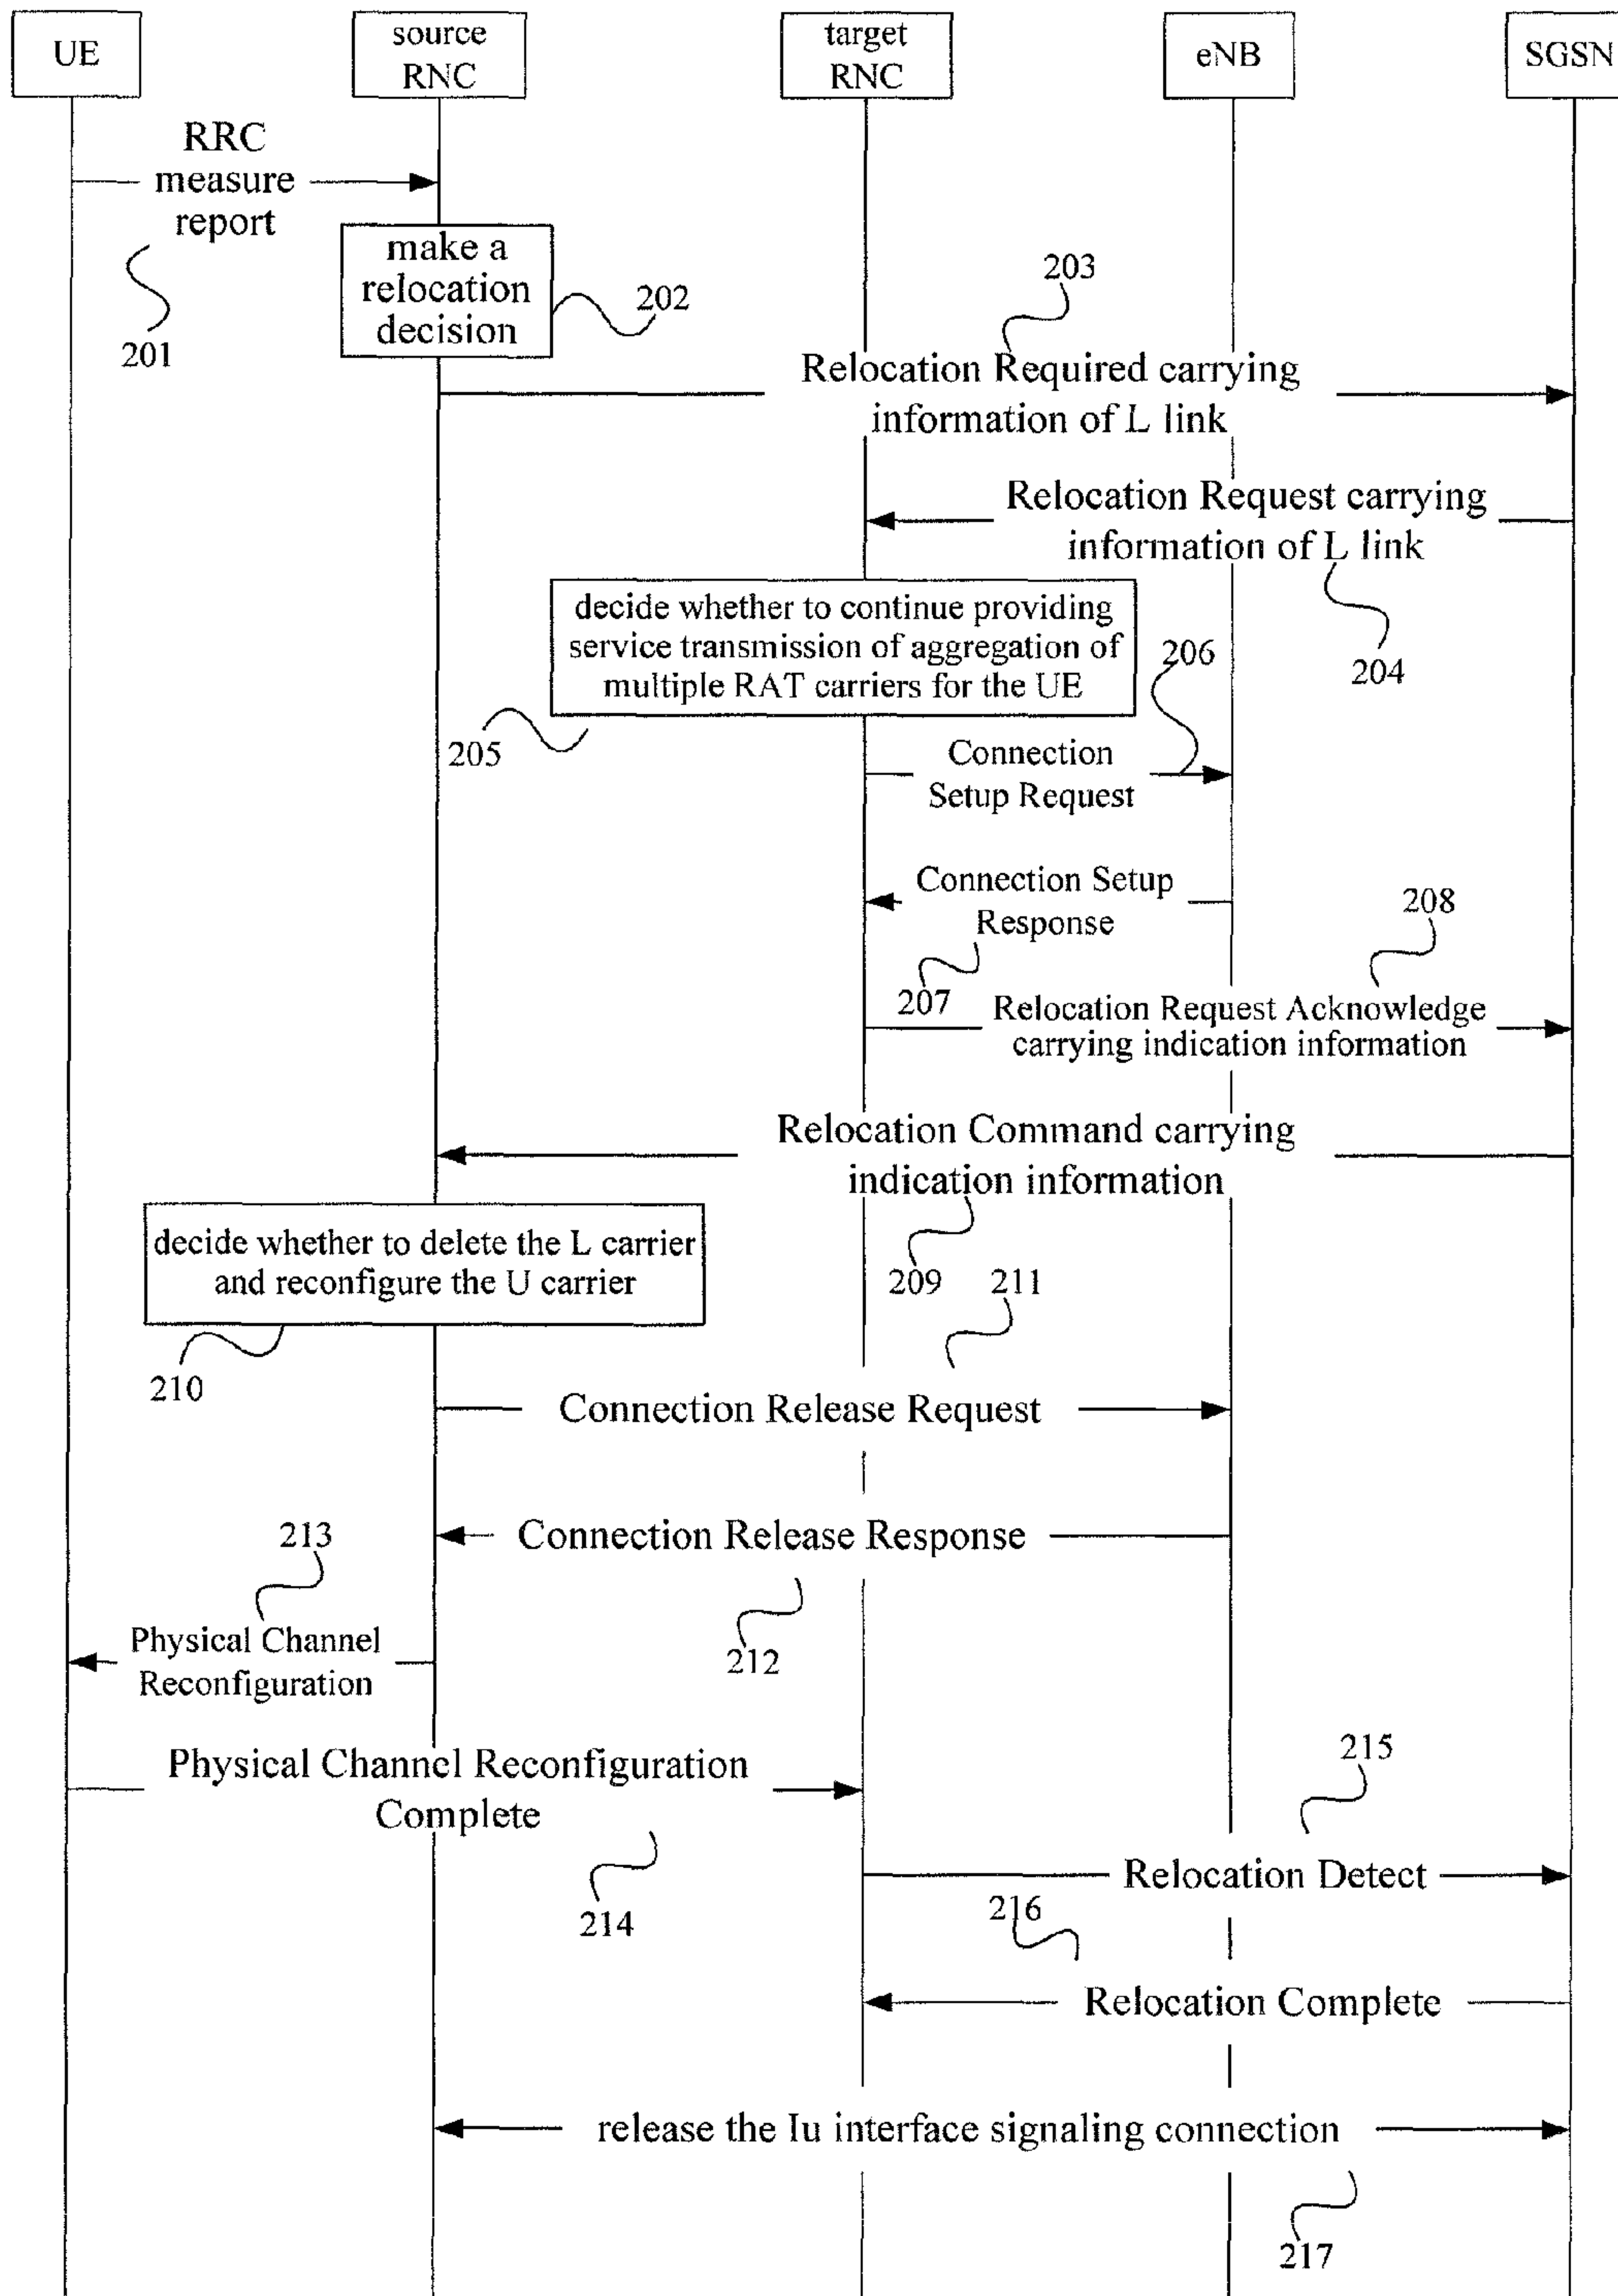 UE
source
RNC
target
RNC
eNB
SGSN
RRC
measure
report
201
make a
relocation
decision
202
203
Relocation Required carrying
information of L link
Relocation Request carrying
information of L link
204
decide whether to continue providing
service transmission of aggregation of
multiple RAT carriers for the UE
205
206
Connection
Setup Request
Connection Setup
Response
207
208
Relocation Request Acknowledge
carrying indication information
Relocation Command carrying
indication information
209
decide whether to delete the L carrier
and reconfigure the U carrier
210
211
Connection Release Request
Connection Release Response
212
213
Physical Channel
Reconfiguration
Physical Channel Reconfiguration
Complete
214
215
Relocation Detect
216
Relocation Complete
release the Iu interface signaling connection
217